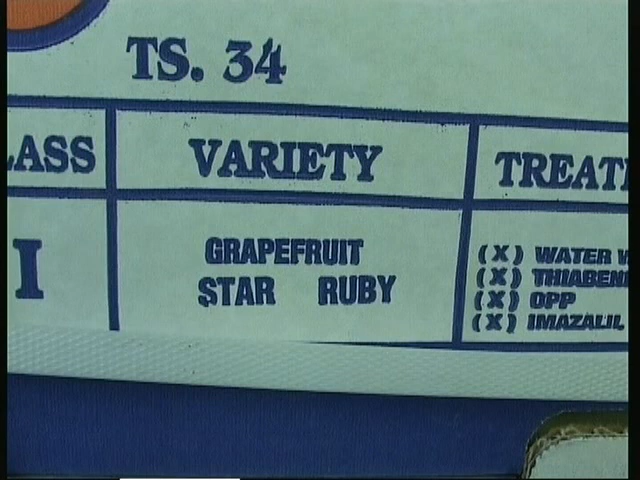 TS. 34
LASS VARIETY TREAT
I
GRAPEFRUIT
STAR RUBY
(X) WATER
(X) THIABEN
(X) OPP
(X) IMAZALIL